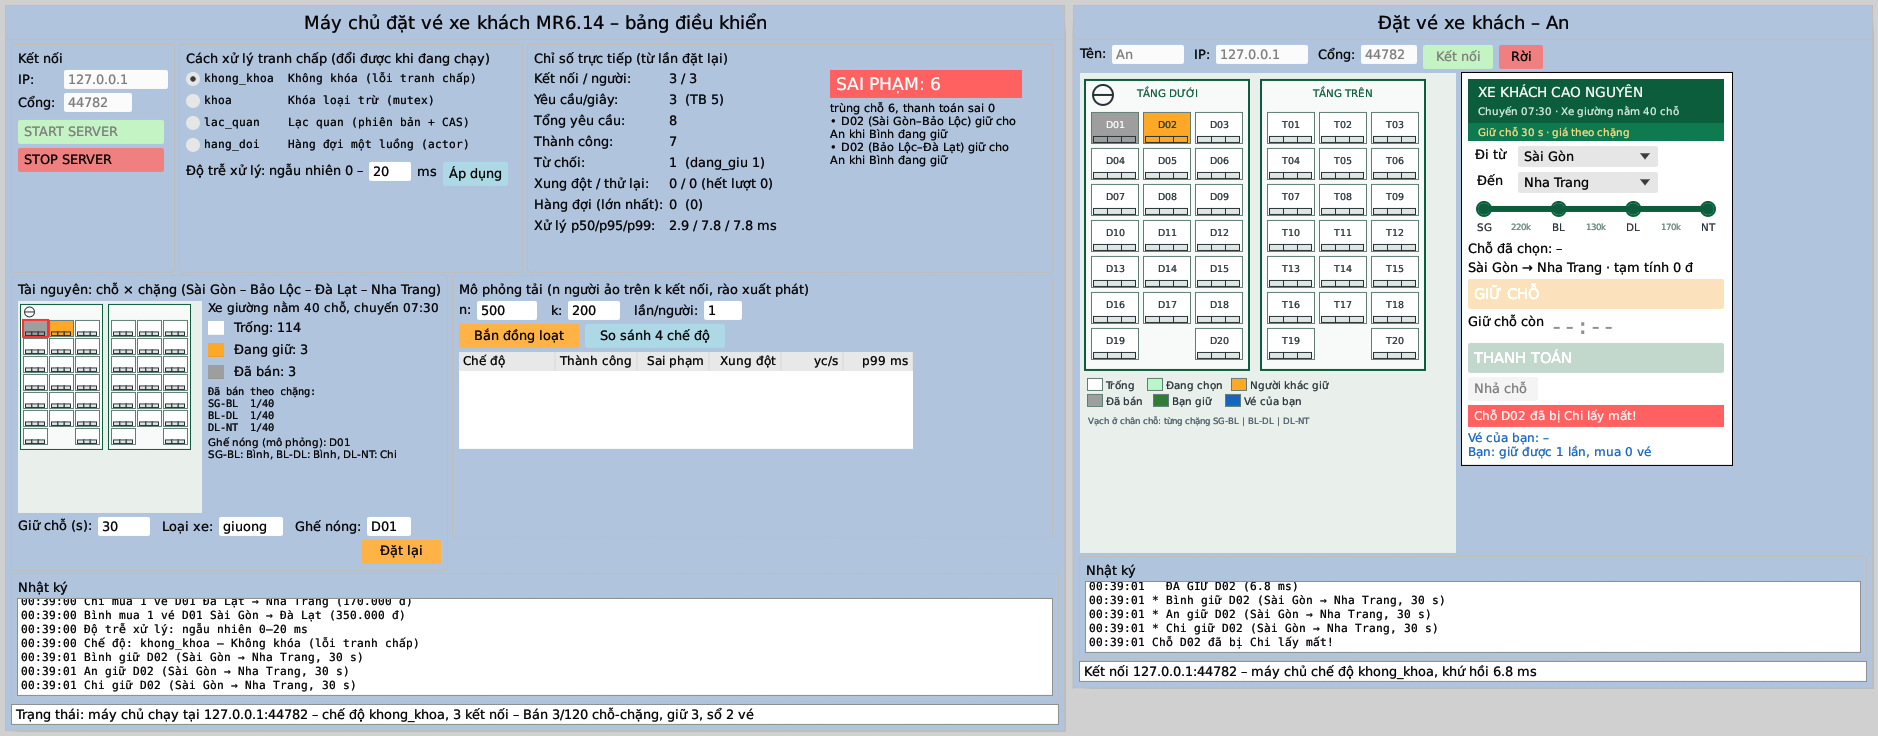 Máy chủ đặt vé xe khách MR6.14 – bảng điều khiển
Kết nối
IP: 127.0.0.1
Cổng: 44782
START SERVER
STOP SERVER
Cách xử lý tranh chấp (đổi được khi đang chạy)
khong_khoa Không khóa (lỗi tranh chấp)
khoa Khóa loại trừ (mutex)
lac_quan Lạc quan (phiên bản + CAS)
hang_doi Hàng đợi một luồng (actor)
Độ trễ xử lý: ngẫu nhiên 0 – 20 ms Áp dụng
Chỉ số trực tiếp (từ lần đặt lại)
Kết nối / người: 3 / 3
Yêu cầu/giây: 3 (TB 5)
Tổng yêu cầu: 8
Thành công: 7
Từ chối: 1 (dang_giu 1)
Xung đột / thử lại: 0 / 0 (hết lượt 0)
Hàng đợi (lớn nhất): 0 (0)
Xử lý p50/p95/p99: 2.9 / 7.8 / 7.8 ms
SAI PHẠM: 6
trùng chỗ 6, thanh toán sai 0
• D02 (Sài Gòn–Bảo Lộc) giữ cho
An khi Bình đang giữ
• D02 (Bảo Lộc–Đà Lạt) giữ cho
An khi Bình đang giữ
Tài nguyên: chỗ × chặng (Sài Gòn – Bảo Lộc – Đà Lạt – Nha Trang)
Xe giường nằm 40 chỗ, chuyến 07:30
Trống: 114
Đang giữ: 3
Đã bán: 3
Đã bán theo chặng:
SG-BL 1/40
BL-DL 1/40
DL-NT 1/40
Ghế nóng (mô phỏng): D01
SG-BL: Bình, BL-DL: Bình, DL-NT: Chi
Giữ chỗ (s): 30 Loại xe: giuong Ghế nóng: D01
Đặt lại
Mô phỏng tải (n người ảo trên k kết nối, rào xuất phát)
n: 500 k: 200 lần/người: 1
Bắn đồng loạt So sánh 4 chế độ
Chế độ Thành công Sai phạm Xung đột yc/s p99 ms
Nhật ký
00:39:00 Chi mua 1 vé D01 Đà Lạt → Nha Trang (170.000 đ)
00:39:00 Bình mua 1 vé D01 Sài Gòn → Đà Lạt (350.000 đ)
00:39:00 Độ trễ xử lý: ngẫu nhiên 0–20 ms
00:39:00 Chế độ: khong_khoa – Không khóa (lỗi tranh chấp)
00:39:01 Bình giữ D02 (Sài Gòn → Nha Trang, 30 s)
00:39:01 An giữ D02 (Sài Gòn → Nha Trang, 30 s)
00:39:01 Chi giữ D02 (Sài Gòn → Nha Trang, 30 s)
Trạng thái: máy chủ chạy tại 127.0.0.1:44782 – chế độ khong_khoa, 3 kết nối – Bán 3/120 chỗ-chặng, giữ 3, sổ 2 vé
Đặt vé xe khách – An
Tên: An IP: 127.0.0.1 Cổng: 44782 Kết nối Rời
TẦNG DƯỚI TẦNG TRÊN
D01 D02 D03 T01 T02 T03
D04 D05 D06 T04 T05 T06
D07 D08 D09 T07 T08 T09
D10 D11 D12 T10 T11 T12
D13 D14 D15 T13 T14 T15
D16 D17 D18 T16 T17 T18
D19 D20 T19 T20
Trống Đang chọn Người khác giữ
Đã bán Bạn giữ Vé của bạn
Vạch ở chân chỗ: từng chặng SG-BL | BL-DL | DL-NT
XE KHÁCH CAO NGUYÊN
Chuyến 07:30 · Xe giường nằm 40 chỗ
Giữ chỗ 30 s · giá theo chặng
Đi từ Sài Gòn
Đến Nha Trang
SG 220k BL 130k DL 170k NT
Chỗ đã chọn: –
Sài Gòn → Nha Trang · tạm tính 0 đ
GIỮ CHỖ
Giữ chỗ còn --:--
THANH TOÁN
Nhả chỗ
Chỗ D02 đã bị Chi lấy mất!
Vé của bạn: –
Bạn: giữ được 1 lần, mua 0 vé
Nhật ký
00:39:01 ĐÃ GIỮ D02 (6.8 ms)
00:39:01 * Bình giữ D02 (Sài Gòn → Nha Trang, 30 s)
00:39:01 * An giữ D02 (Sài Gòn → Nha Trang, 30 s)
00:39:01 * Chi giữ D02 (Sài Gòn → Nha Trang, 30 s)
00:39:01 Chỗ D02 đã bị Chi lấy mất!
Kết nối 127.0.0.1:44782 – máy chủ chế độ khong_khoa, khứ hồi 6.8 ms